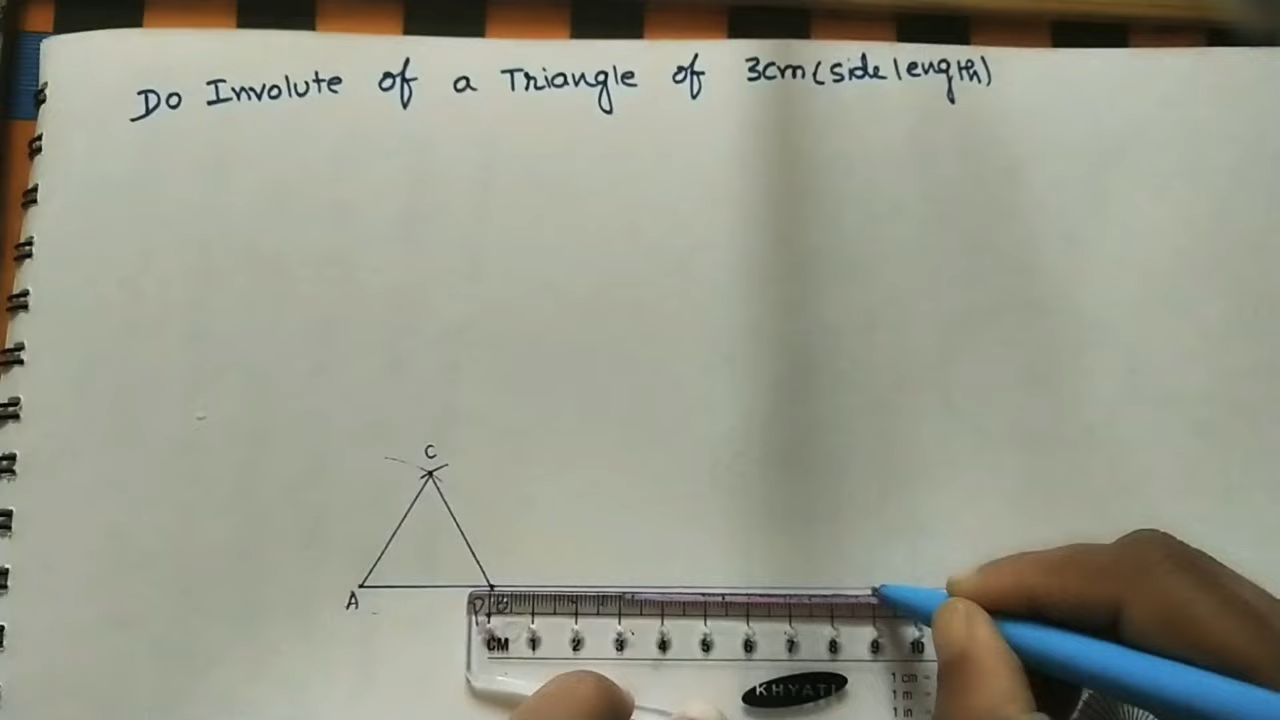 Do Involute of a Triangle of 3cm(side length)
C
A
P B
CM 1 2 3 4 5 6 7 8 9 10
KHYATI
1 cm
1 m
1 in